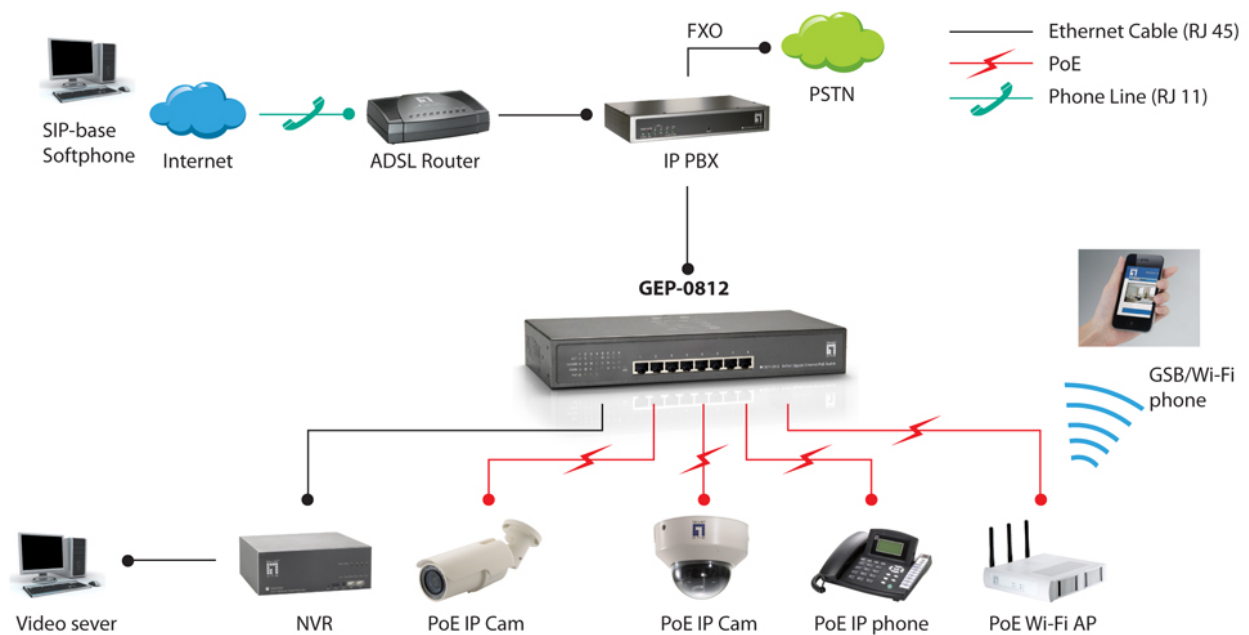 FXO
Ethernet Cable (RJ 45)
PoE
PSTN
Phone Line (RJ 11)
SIP-base
Softphone
Internet
ADSL Router
IP PBX
GEP-0812
GSB/Wi-Fi
phone
Video sever
NVR
PoE IP Cam
PoE IP Cam
PoE IP phone
PoE Wi-Fi AP